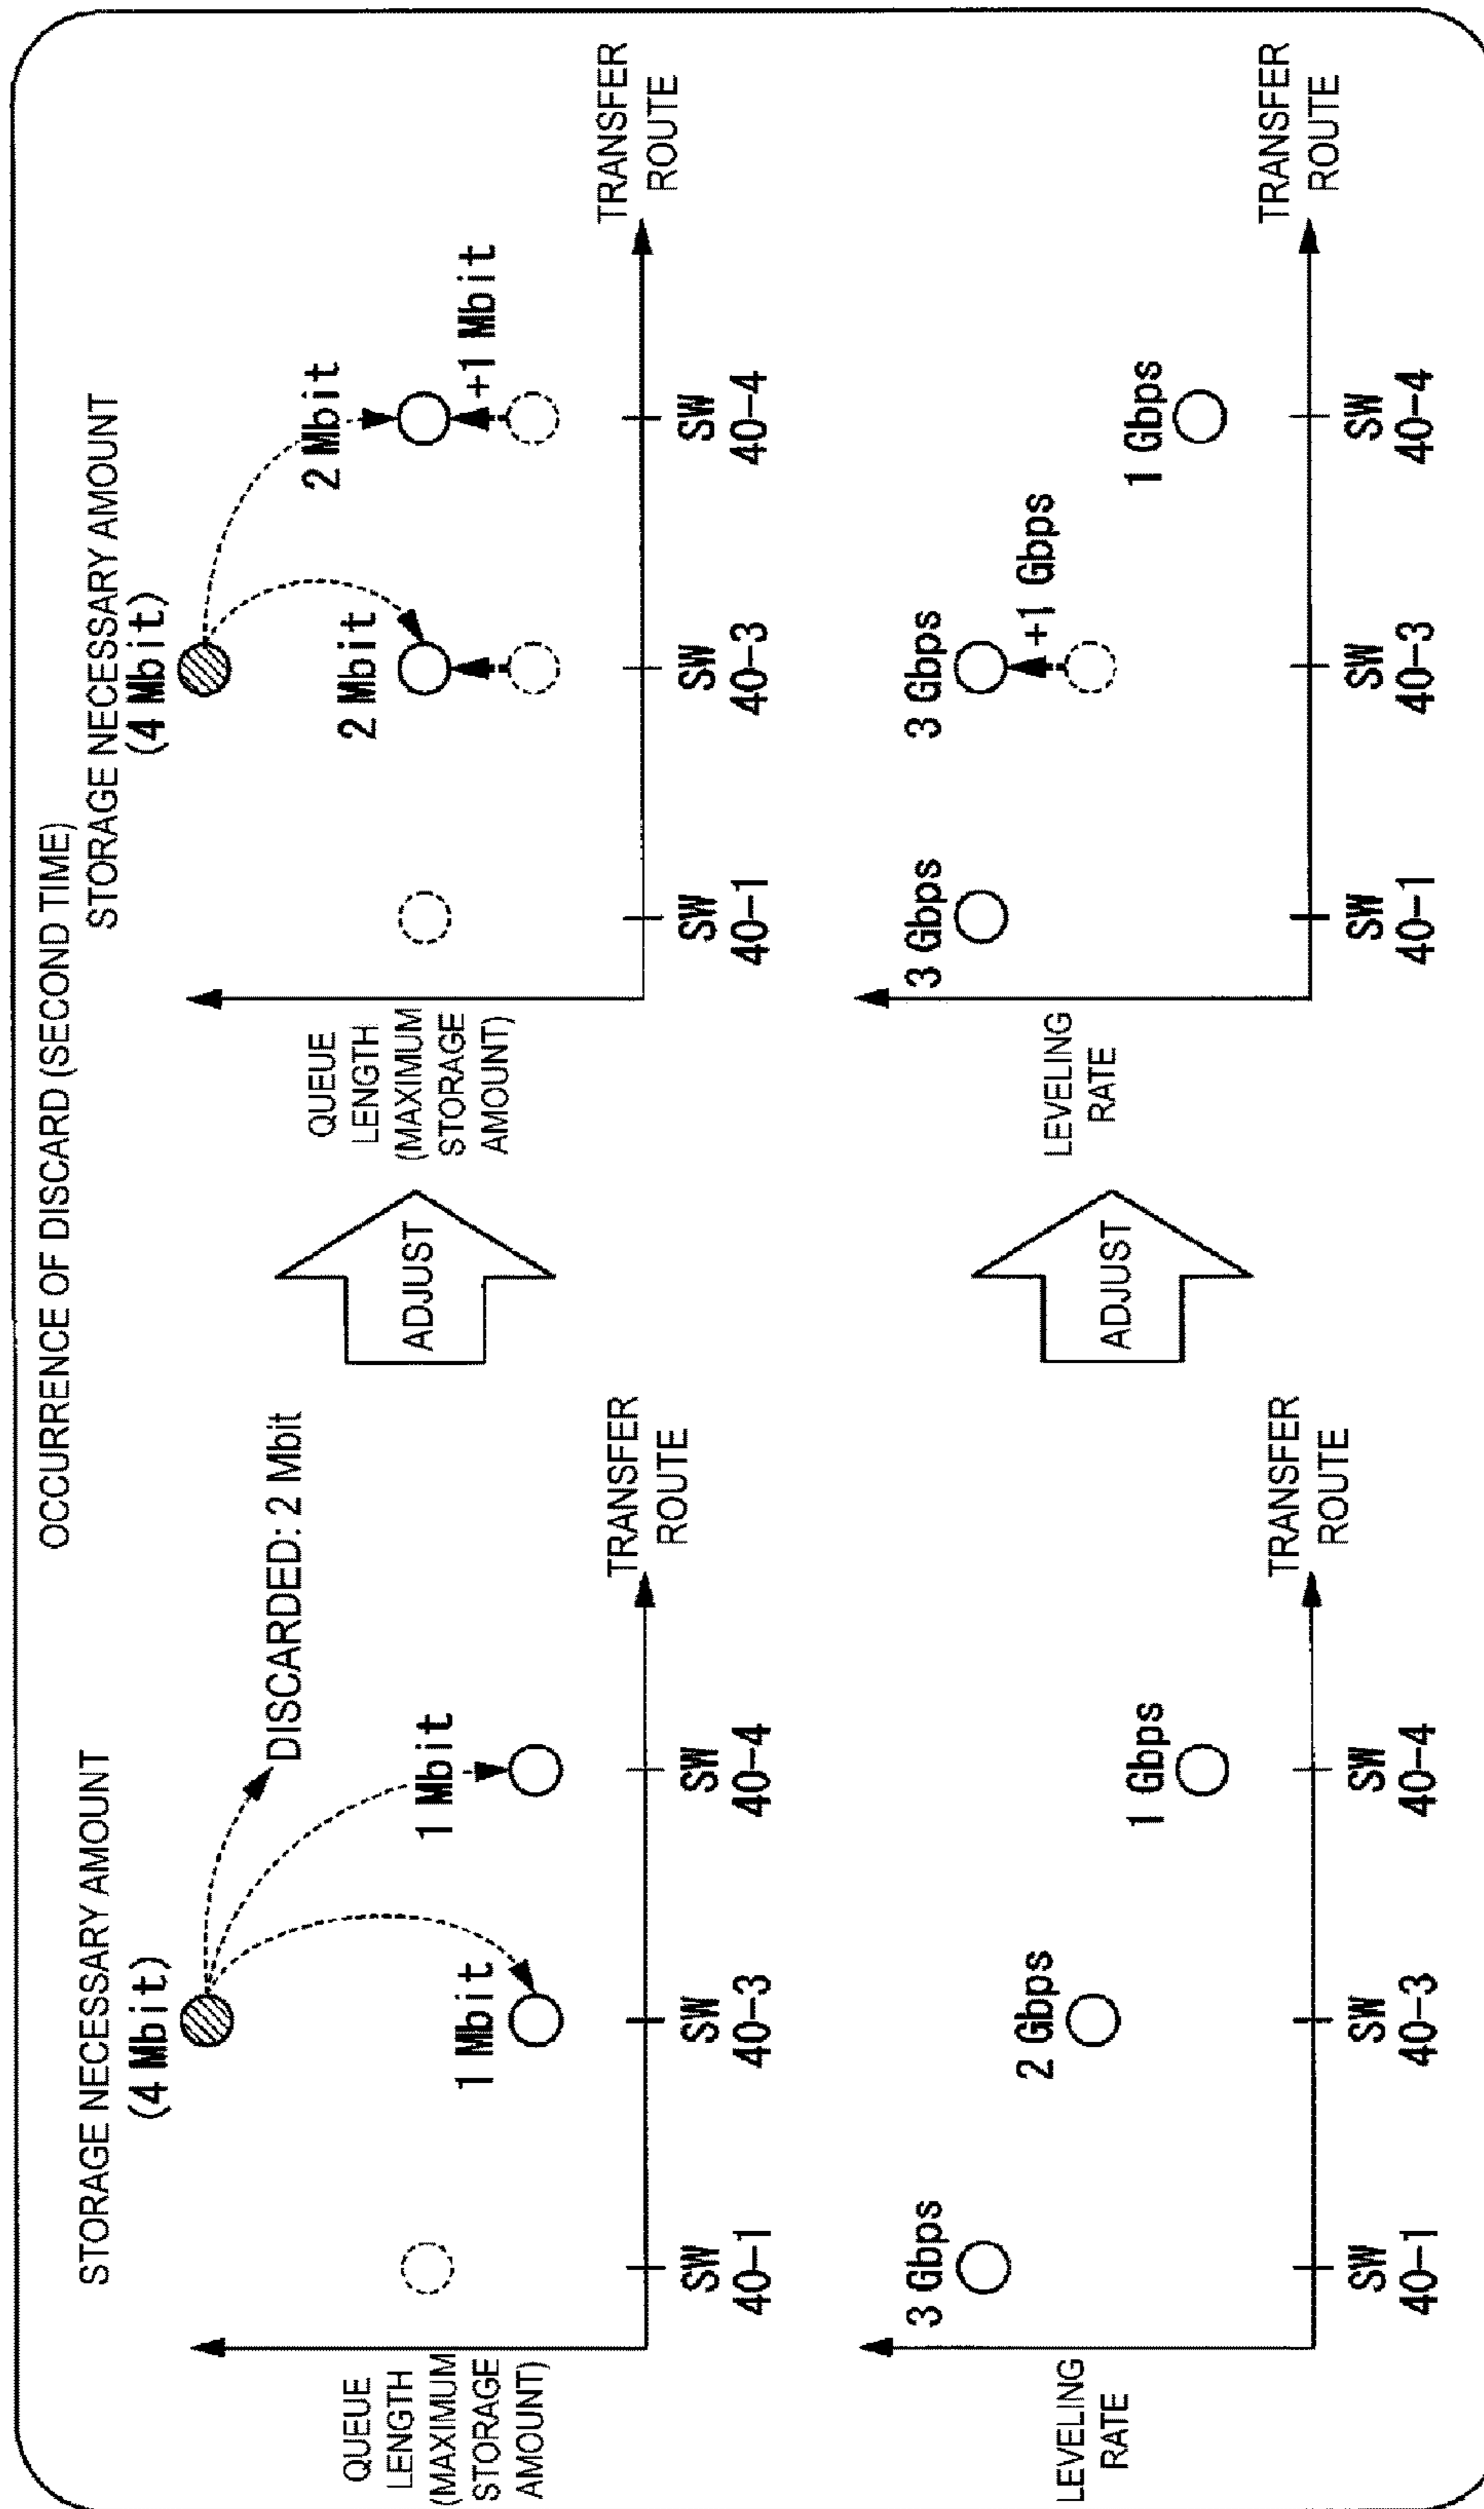 OCCURRENCE OF DISCARD (SECOND TIME)
STORAGE NECESSARY AMOUNT
(4 Mbit)
DISCARDED: 2 Mbit
1 Mbit
1 Mbit
QUEUE
LENGTH
(MAXIMUM
STORAGE
AMOUNT)
SW
40-1
SW
40-3
SW
40-4
TRANSFER
ROUTE
ADJUST
STORAGE NECESSARY AMOUNT
(4 Mbit)
2 Mbit
2 Mbit
+1 Mbit
QUEUE
LENGTH
(MAXIMUM
STORAGE
AMOUNT)
SW
40-1
SW
40-3
SW
40-4
TRANSFER
ROUTE
3 Gbps
2 Gbps
1 Gbps
LEVELING
RATE
SW
40-1
SW
40-3
SW
40-4
TRANSFER
ROUTE
ADJUST
3 Gbps
3 Gbps
+1 Gbps
1 Gbps
LEVELING
RATE
SW
40-1
SW
40-3
SW
40-4
TRANSFER
ROUTE